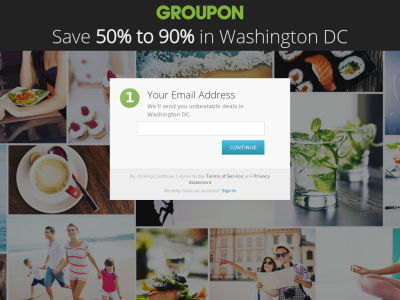 GROUPON
Save 50% to 90% in Washington DC
1
Your Email Address
We'll send you unbeatable deals in
Washington DC.
CONTINUE
By clicking Continue, I agree to the Terms of Service and Privacy
Statement
Already have an account? Sign In